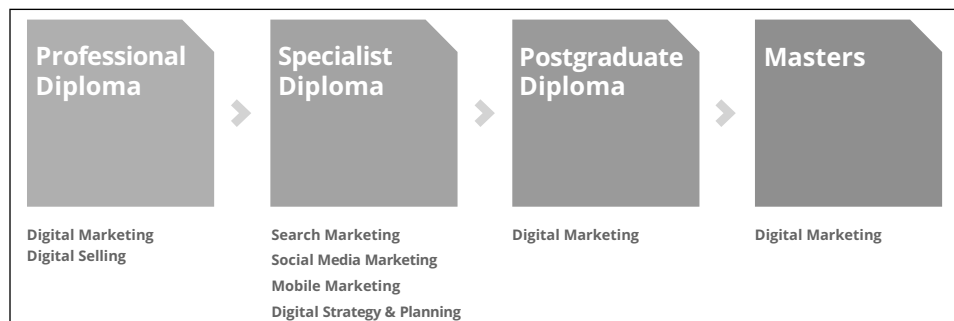 Professional
Diploma
Specialist
Diploma
Postgraduate
Diploma
Masters
Digital Marketing
Digital Selling
Search Marketing
Social Media Marketing
Mobile Marketing
Digital Strategy & Planning
Digital Marketing
Digital Marketing